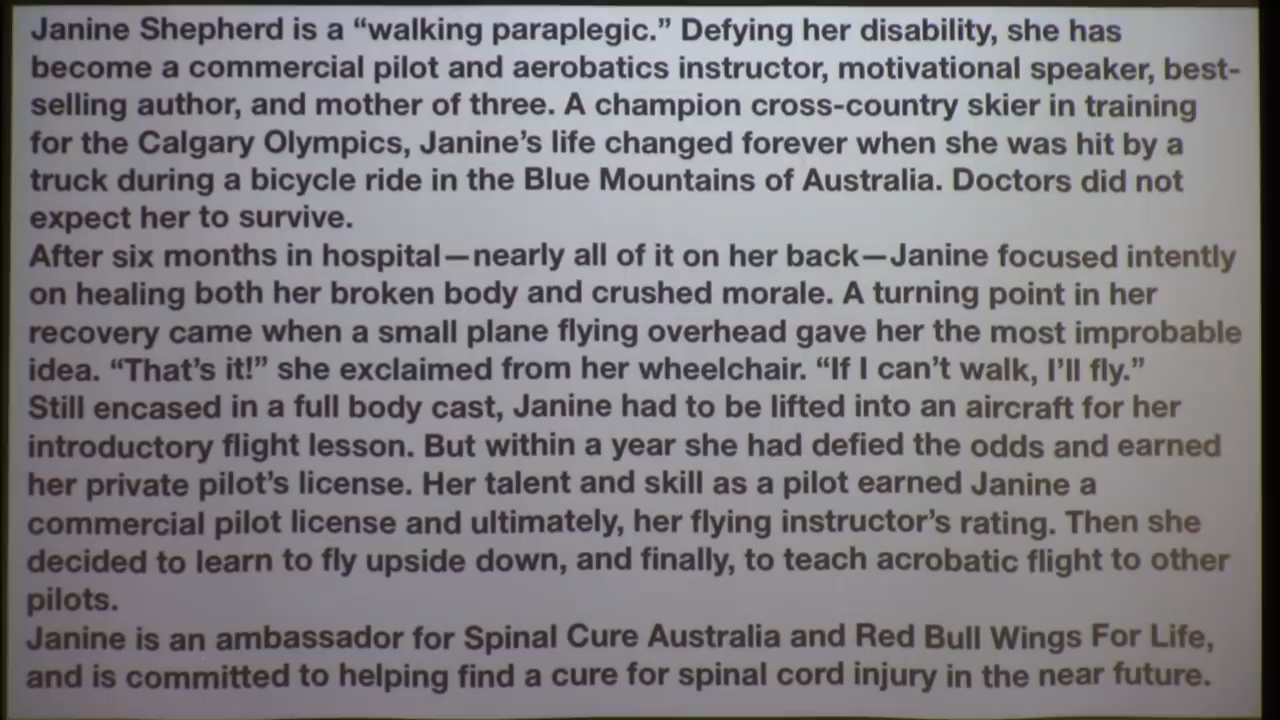 Janine Shepherd is a “walking paraplegic.” Defying her disability, she has
become a commercial pilot and aerobatics instructor, motivational speaker, best-
selling author, and mother of three. A champion cross-country skier in training
for the Calgary Olympics, Janine’s life changed forever when she was hit by a
truck during a bicycle ride in the Blue Mountains of Australia. Doctors did not
expect her to survive.
After six months in hospital—nearly all of it on her back—Janine focused intently
on healing both her broken body and crushed morale. A turning point in her
recovery came when a small plane flying overhead gave her the most improbable
idea. “That’s it!” she exclaimed from her wheelchair. “If I can’t walk, I’ll fly.”
Still encased in a full body cast, Janine had to be lifted into an aircraft for her
introductory flight lesson. But within a year she had defied the odds and earned
her private pilot’s license. Her talent and skill as a pilot earned Janine a
commercial pilot license and ultimately, her flying instructor’s rating. Then she
decided to learn to fly upside down, and finally, to teach acrobatic flight to other
pilots.
Janine is an ambassador for Spinal Cure Australia and Red Bull Wings For Life,
and is committed to helping find a cure for spinal cord injury in the near future.